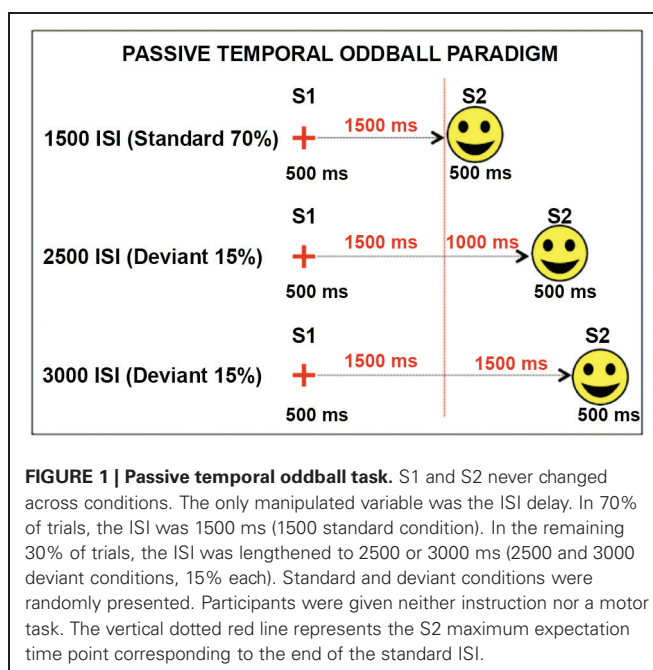 PASSIVE TEMPORAL ODDBALL PARADIGM
S1 S2
1500 ISI (Standard 70%) 1500 ms
500 ms 500 ms
S1 S2
2500 ISI (Deviant 15%) 1500 ms 1000 ms
500 ms 500 ms
S1 S2
3000 ISI (Deviant 15%) 1500 ms 1500 ms
500 ms 500 ms
FIGURE 1 | Passive temporal oddball task. S1 and S2 never changed
across conditions. The only manipulated variable was the ISI delay. In 70%
of trials, the ISI was 1500 ms (1500 standard condition). In the remaining
30% of trials, the ISI was lengthened to 2500 or 3000 ms (2500 and 3000
deviant conditions, 15% each). Standard and deviant conditions were
randomly presented. Participants were given neither instruction nor a motor
task. The vertical dotted red line represents the S2 maximum expectation
time point corresponding to the end of the standard ISI.